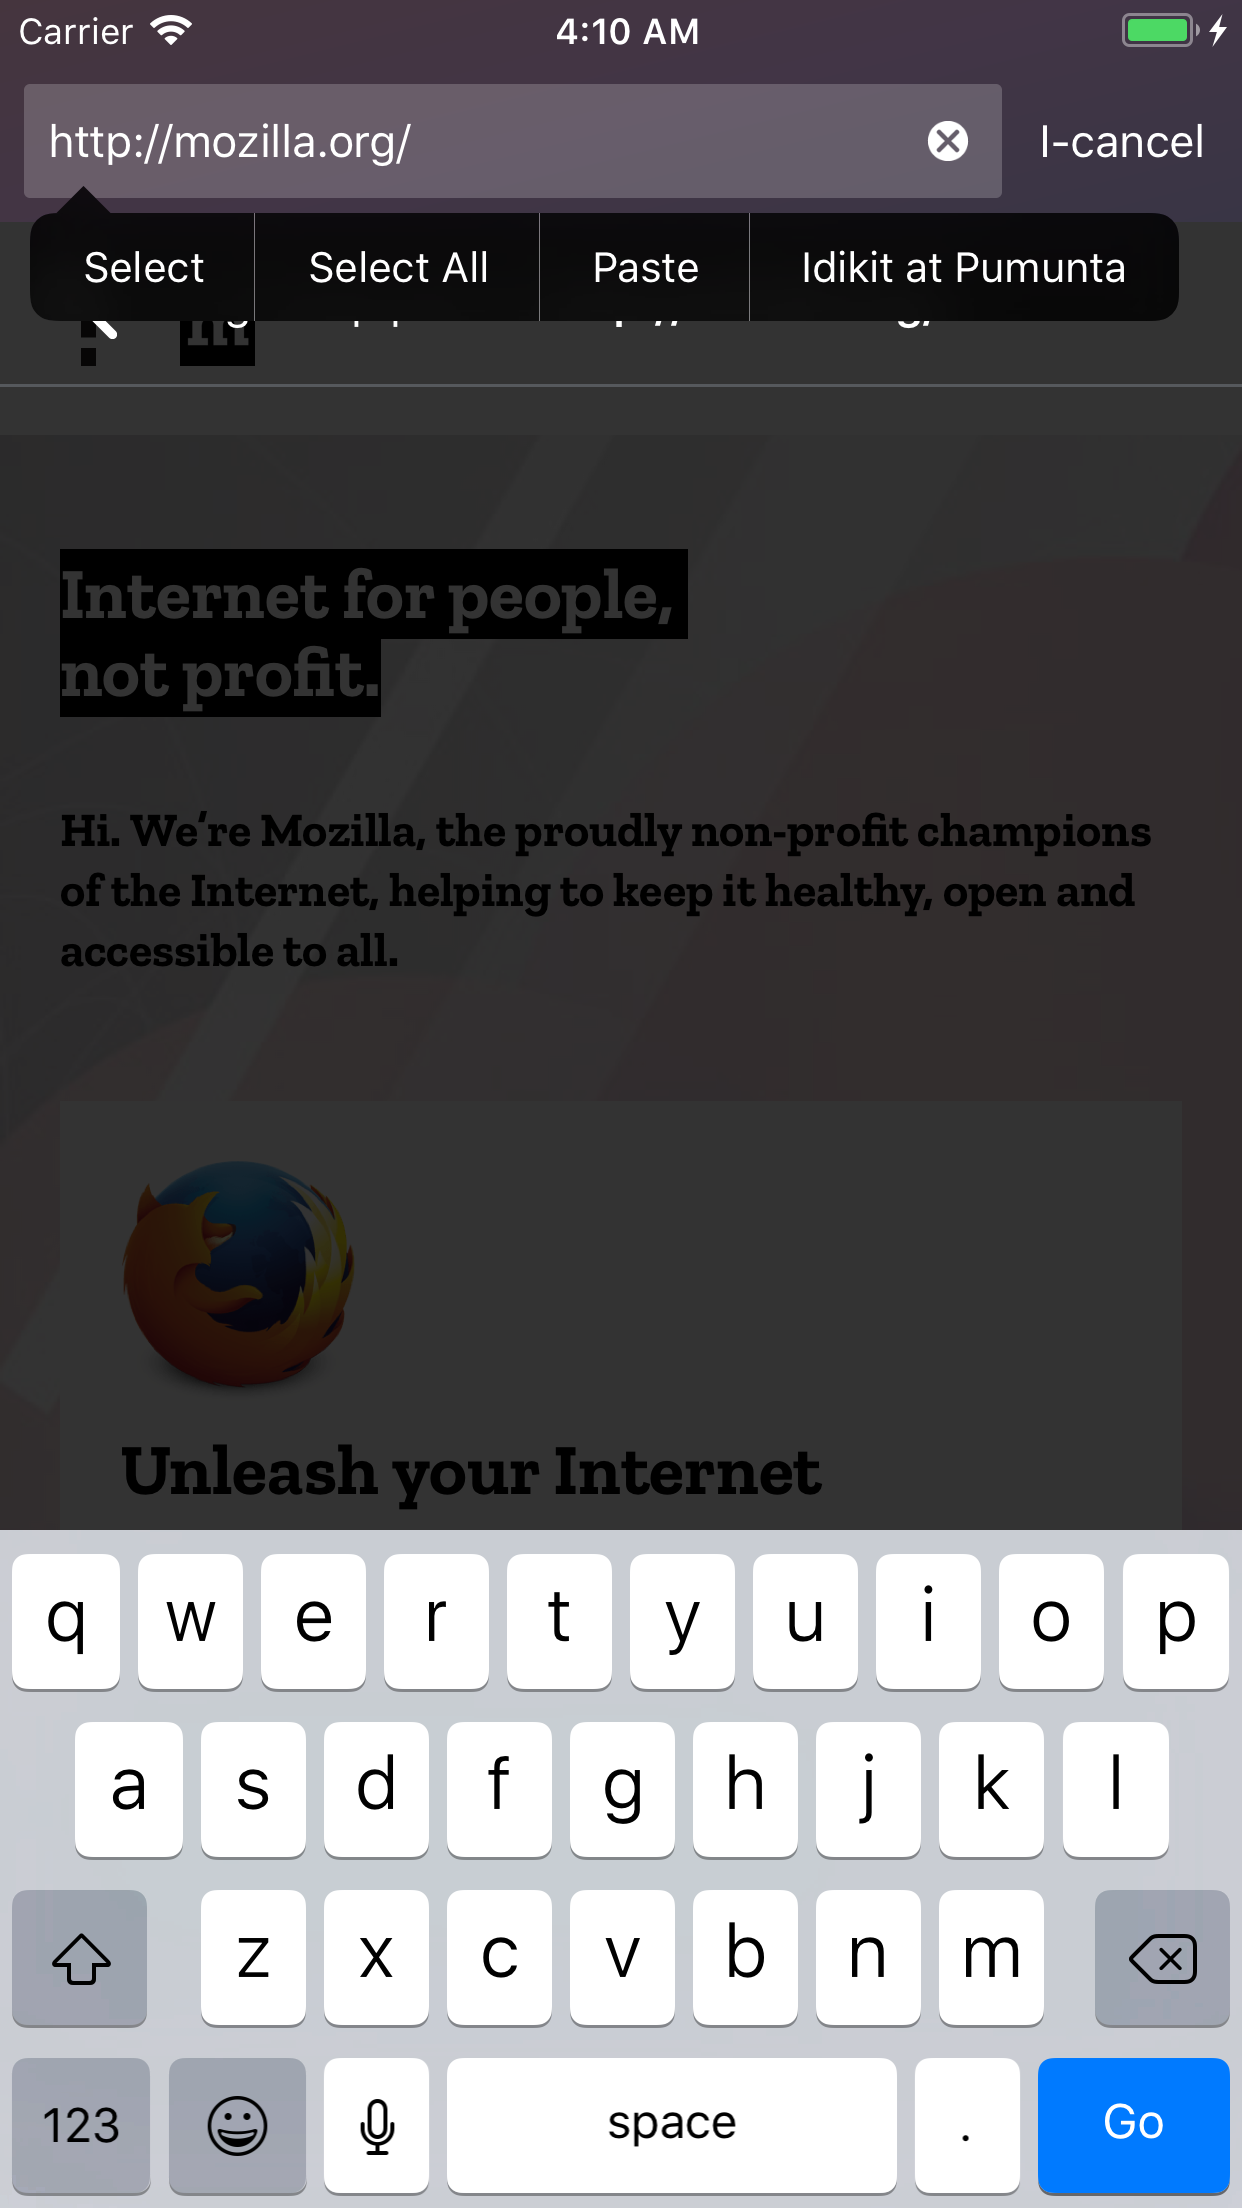 Carrier
4:10 AM
http://mozilla.org/
I-cancel
Select
Select All
Paste
Idikit at Pumunta
Internet for people,
not profit.
Hi. We’re Mozilla, the proudly non-profit champions
of the Internet, helping to keep it healthy, open and
accessible to all.
Unleash your Internet
q w e r t y u i o p
a s d f g h j k l
z x c v b n m
123 space . Go